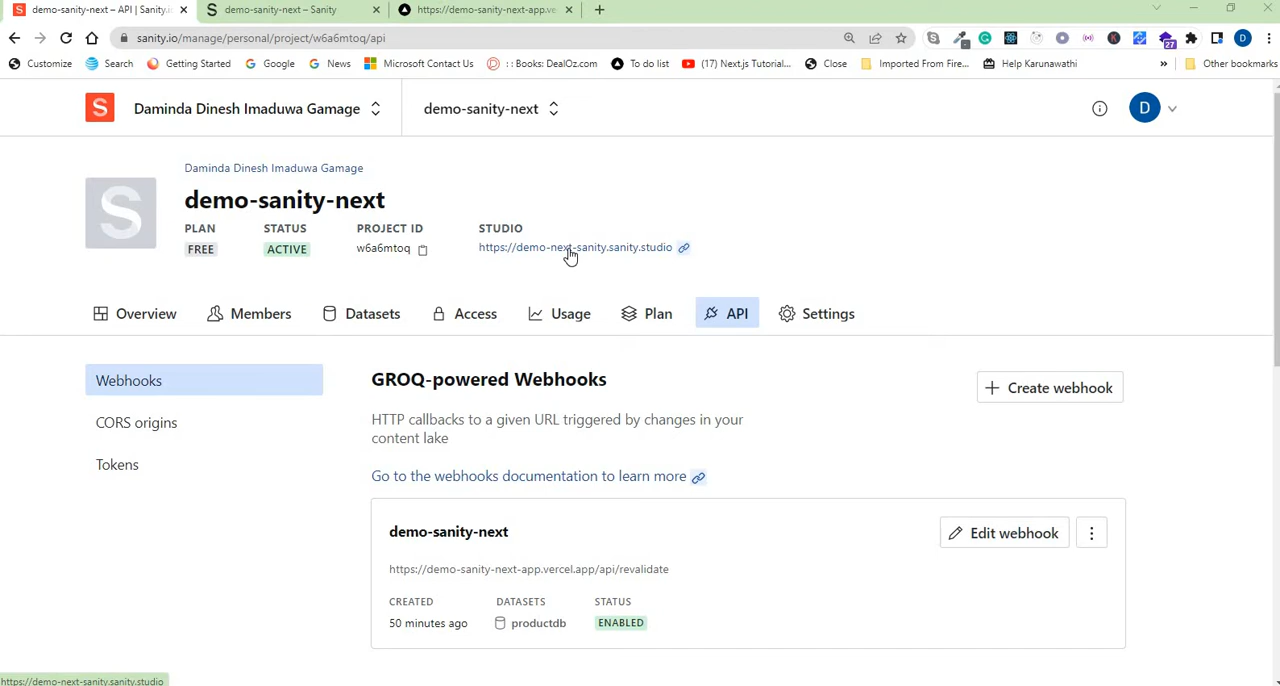 demo-sanity-next – API | Sanity.i
demo-sanity-next – Sanity
https://demo-sanity-next-app.ve
sanity.io/manage/personal/project/w6a6mtoq/api
27
D
Customize
Search
Getting Started
Google
News
Microsoft Contact Us
:: Books: DealOz.com
To do list
(17) Next.js Tutorial...
Close
Imported From Fire...
Help Karunawathi
»
Other bookmarks
S
Daminda Dinesh Imaduwa Gamage
demo-sanity-next
D
S
Daminda Dinesh Imaduwa Gamage
demo-sanity-next
PLAN STATUS PROJECT ID STUDIO
FREE ACTIVE w6a6mtoq https://demo-next-sanity.sanity.studio
Overview Members Datasets Access Usage Plan API Settings
Webhooks
CORS origins
Tokens
GROQ-powered Webhooks
Create webhook
HTTP callbacks to a given URL triggered by changes in your
content lake
Go to the webhooks documentation to learn more
demo-sanity-next
Edit webhook
https://demo-sanity-next-app.vercel.app/api/revalidate
CREATED DATASETS STATUS
50 minutes ago productdb ENABLED
https://demo-next-sanity.sanity.studio